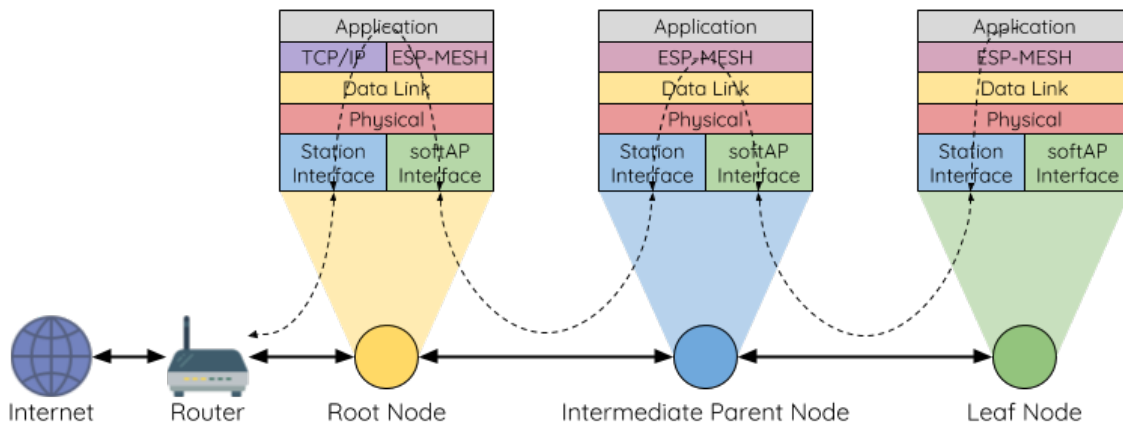 Application
TCP/IP ESP-MESH
Data Link
Physical
Station Interface
softAP Interface
Application
ESP-MESH
Data Link
Physical
Station Interface
softAP Interface
Application
ESP-MESH
Data Link
Physical
Station Interface
softAP Interface
Internet
Router
Root Node
Intermediate Parent Node
Leaf Node